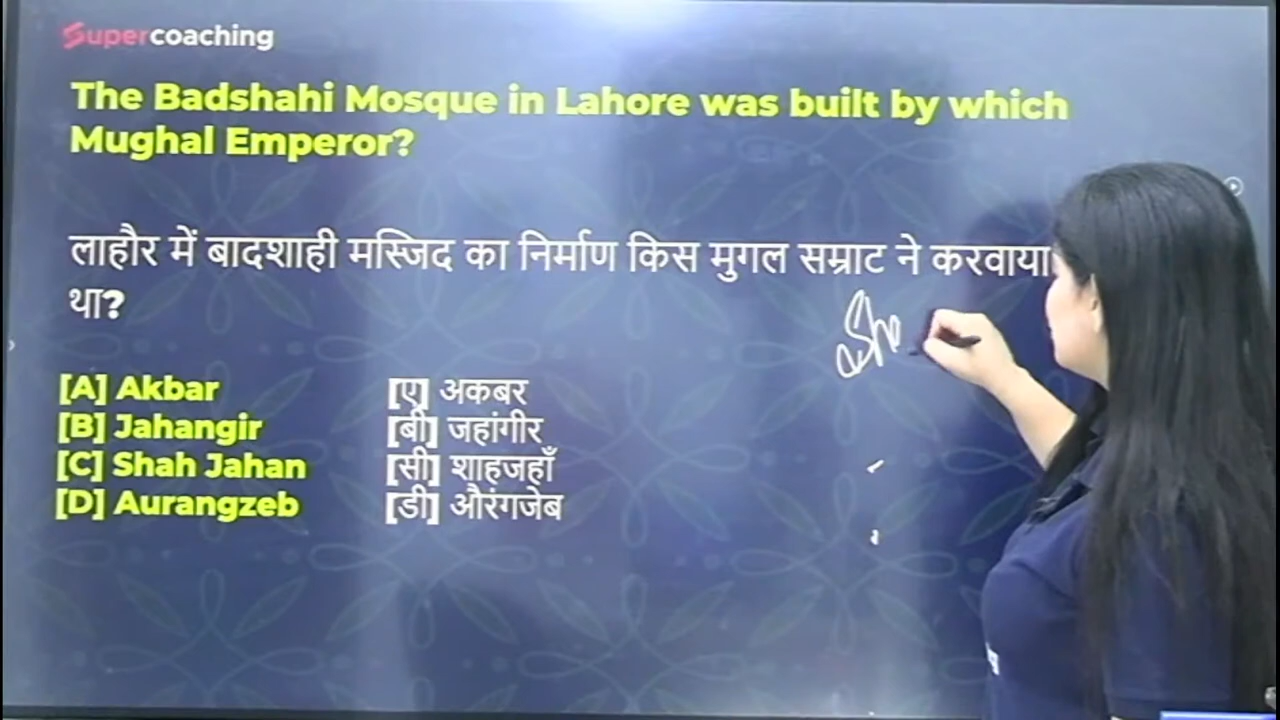 Supercoaching
The Badshahi Mosque in Lahore was built by which
Mughal Emperor?
लाहौर में बादशाही मस्जिद का निर्माण किस मुगल सम्राट ने करवाया
था?
She
[A] Akbar [ए] अकबर
[B] Jahangir [बी] जहांगीर
[C] Shah Jahan [सी] शाहजहाँ
[D] Aurangzeb [डी] औरंगजेब